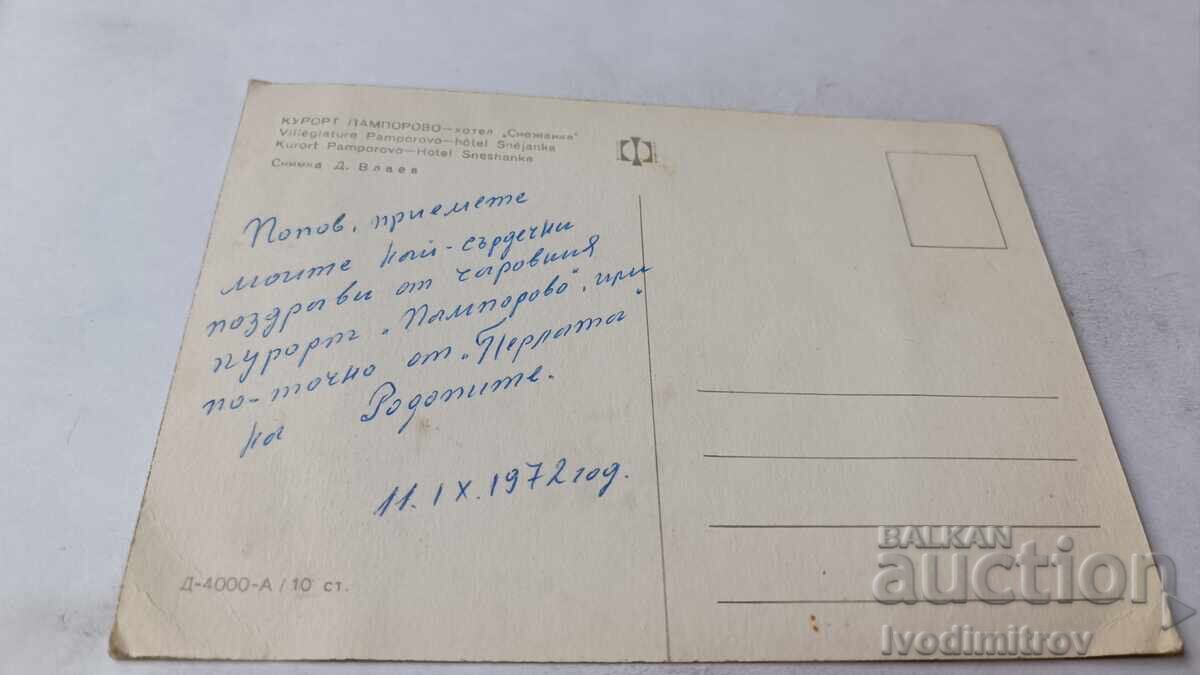 КУРОРТ ПАМПОРОВО—хотел „Снежанка"
Villégiature Pamporovo—hôtel Snéjanka
Kurort Pamporovo—Hotel Sneshanka
Снимка Д. Влаев
Попов, приемете
моите най-сърдечни
поздрави от чаровния
курорт „Пампорово", или
по-точно от „Перлата"
на Родопите.
11.IX.1972 год.
Д-4000-А / 10 ст.
BALKAN
auction
Ivodimitrov